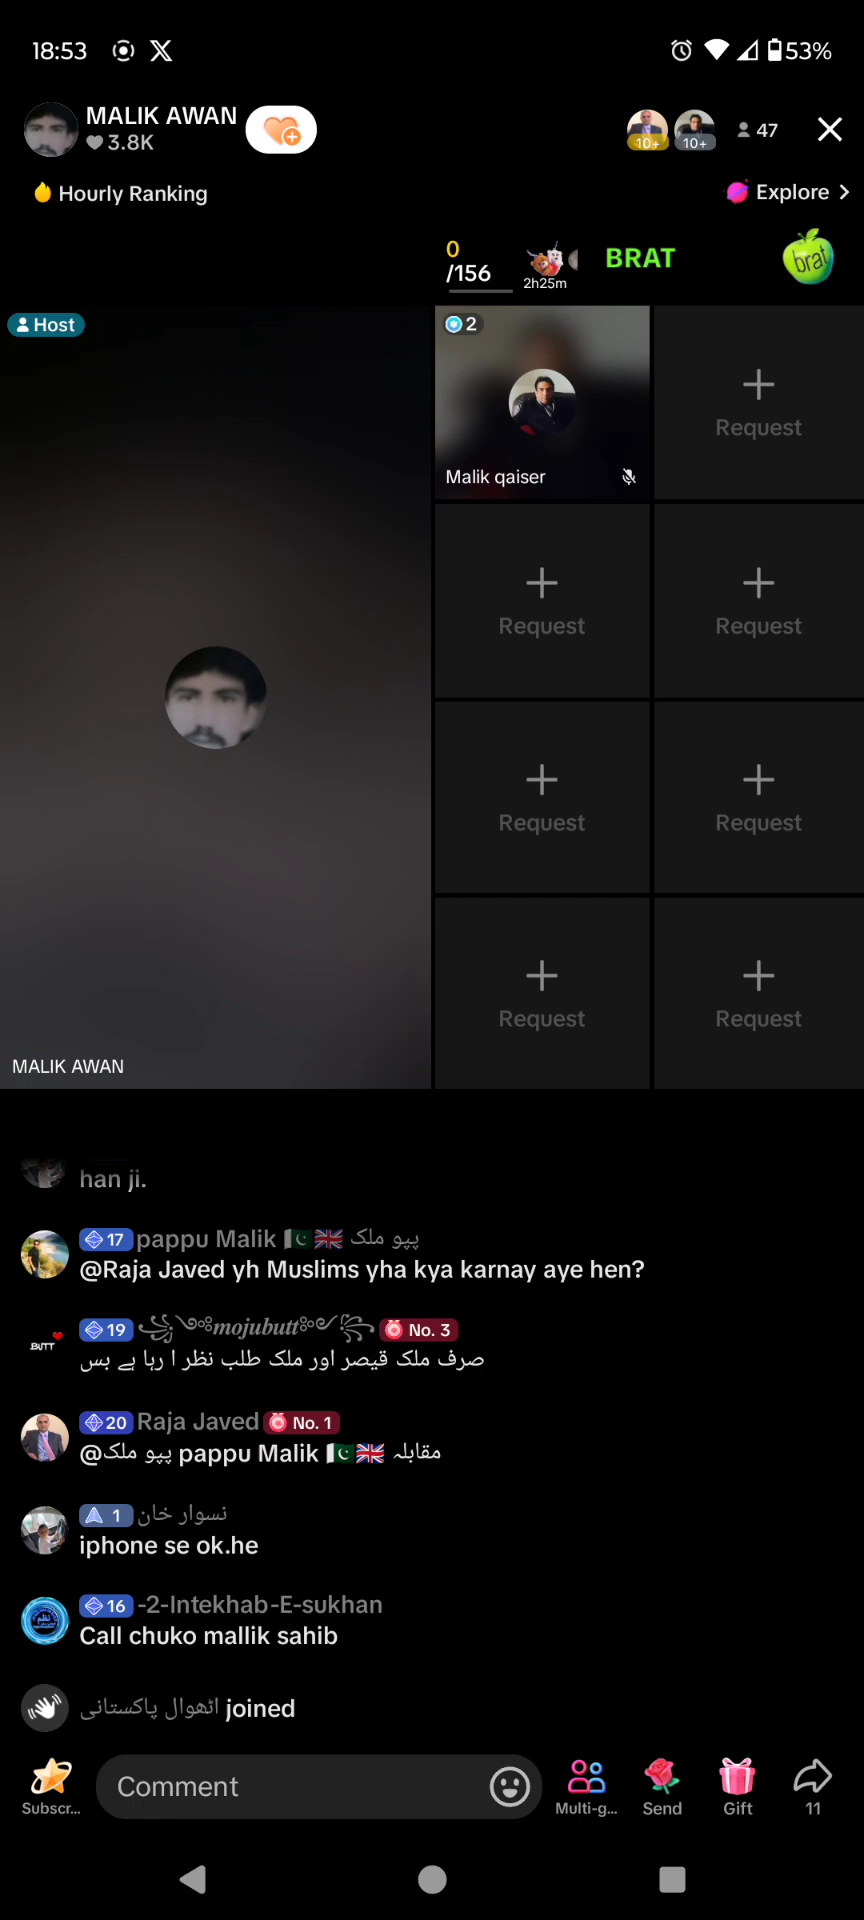 18:53
53%
MALIK AWAN
3.8K
10+
10+
47
Hourly Ranking
Explore
0
/156
2h25m
BRAT
brat
Host
2
Malik qaiser
Request
Request
Request
Request
Request
Request
Request
MALIK AWAN
han ji.
17 pappu Malik 🇵🇰🇬🇧 پپو ملک
@Raja Javed yh Muslims yha kya karnay aye hen?
BUTT
19 ꧁༺mojubutt༻꧂ No. 3
صرف ملک قیصر اور ملک طلب نظر ا رہا ہے بس
20 Raja Javed No. 1
@پپو ملک pappu Malik 🇵🇰🇬🇧 مقابلہ
1 نسوار خان
iphone se ok.he
16 -2-Intekhab-E-sukhan
Call chuko mallik sahib
اٹھوال پاکستانی joined
Subscr...
Comment
Multi-g...
Send
Gift
11